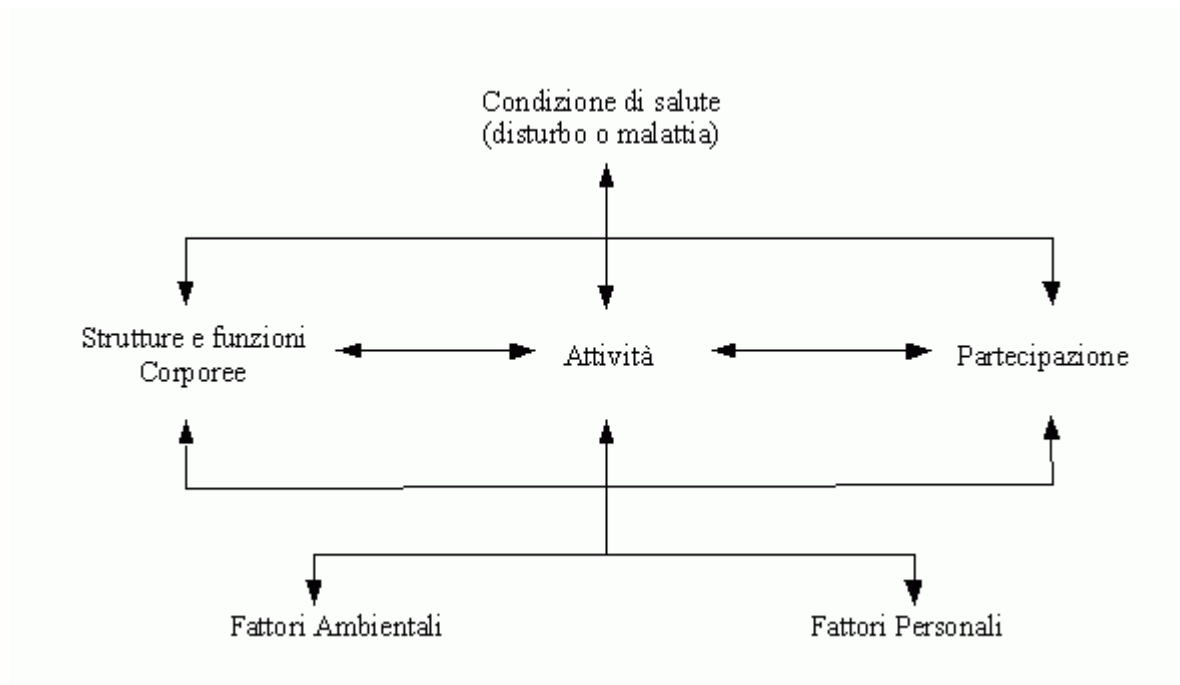 Condizione di salute
(disturbo o malattia)
Strutture e funzioni
Corporee
Attività
Partecipazione
Fattori Ambientali
Fattori Personali